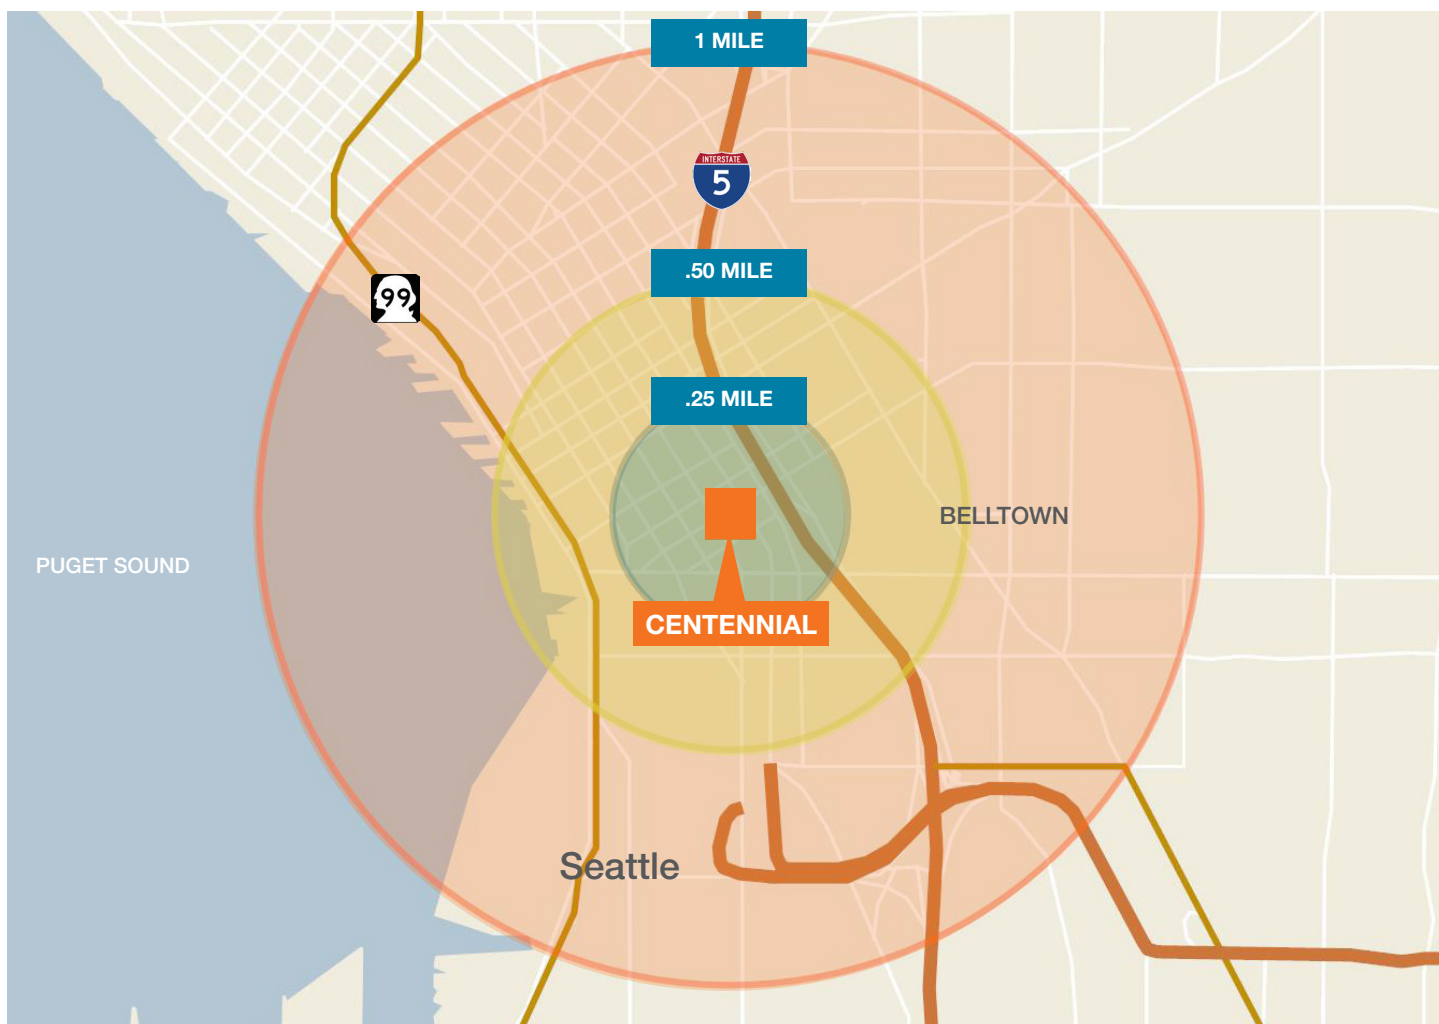 1 MILE
INTERSTATE
5
.50 MILE
99
.25 MILE
BELLTOWN
PUGET SOUND
CENTENNIAL
Seattle